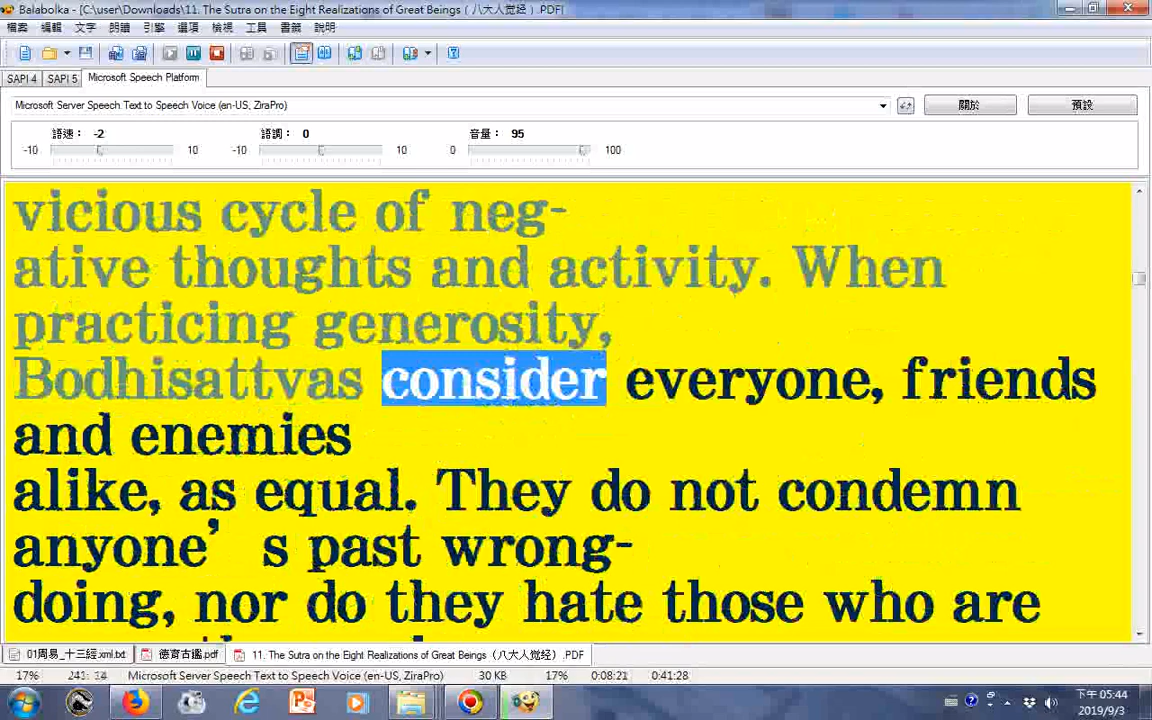 Balabolka - [C:\user\Downloads\11. The Sutra on the Eight Realizations of Great Beings（八大人觉经）.PDF]
檔案 編輯 文字 朗讀 引擎 選項 檢視 工具 書籤 說明
SAPI 4 SAPI 5 Microsoft Speech Platform
Microsoft Server Speech Text to Speech Voice (en-US, ZiraPro) 關於 預設
語速： -2 語調： 0 音量： 95
-10 10 -10 10 0 100
vicious cycle of neg-
ative thoughts and activity. When
practicing generosity,
Bodhisattvas consider everyone, friends
and enemies
alike, as equal. They do not condemn
anyone’s past wrong-
doing, nor do they hate those who are
01周易_十三經.xml.txt 德育古鑑.pdf 11. The Sutra on the Eight Realizations of Great Beings（八大人觉经）.PDF
17% 241: 14 Microsoft Server Speech Text to Speech Voice (en-US, ZiraPro) 30 KB 17% 0:08:21 0:41:28
下午 05:44
2019/9/3